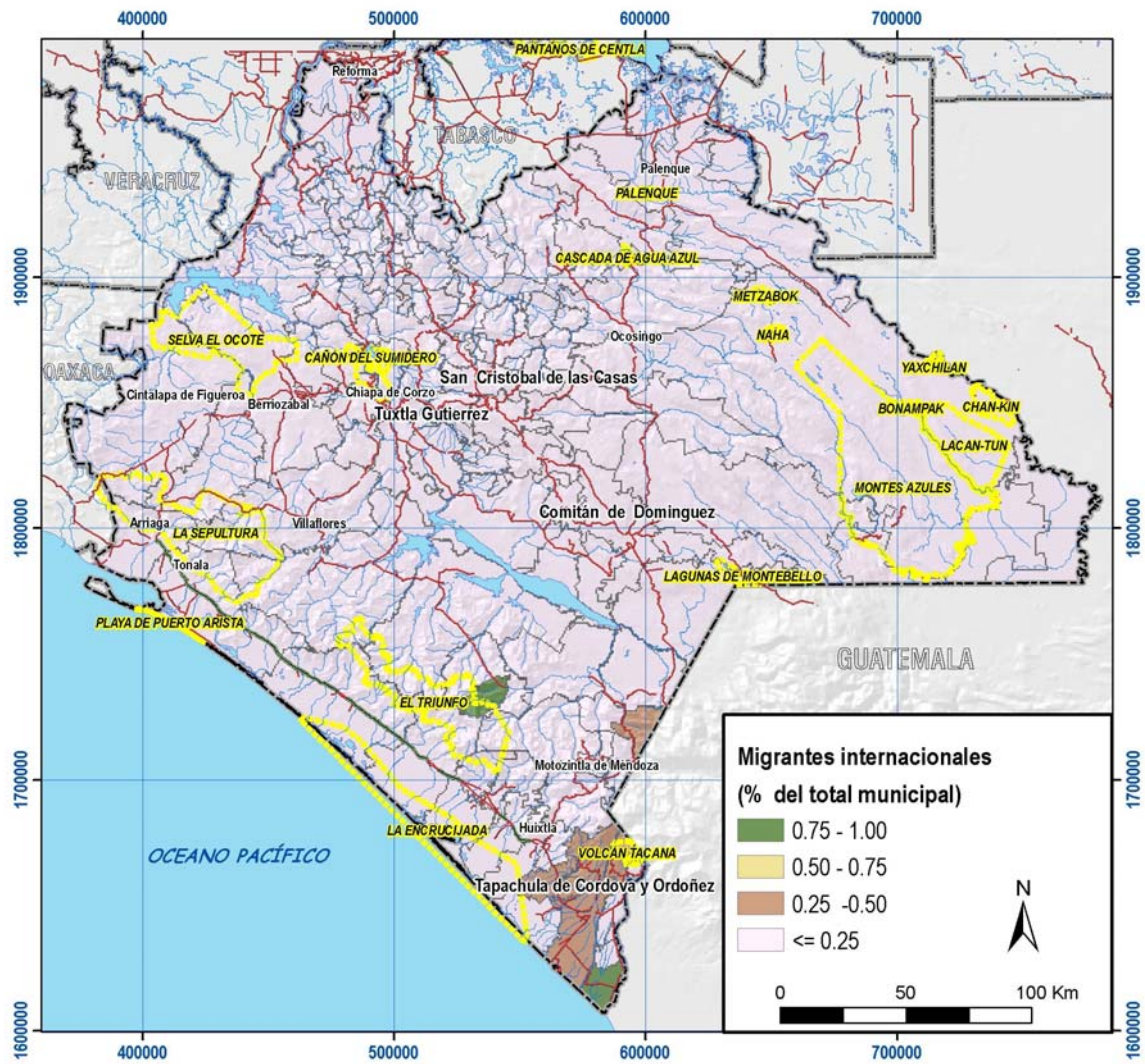 400000
500000
600000
700000
PANTANOS DE CENTLA
Reforma
TABASCO
VERACRUZ
Palenque
PALENQUE
CASCADA DE AGUA AZUL
1900000
1900000
METZABOK
SELVA EL OCOTE
NAHA
Ocosingo
OAXACA
CAÑON DEL SUMIDERO
YAXCHILAN
San Cristobal de las Casas
Cintalapa de Figueroa
Chiapa de Corzo
Berriozábal
BONAMPAK
CHAN-KIN
Tuxtla Gutierrez
LACAN-TUN
MONTES AZULES
Comitán de Dominguez
Arriaga
LA SEPULTURA
Villaflores
1800000
1800000
Tonala
LAGUNAS DE MONTEBELLO
PLAYA DE PUERTO ARISTA
GUATEMALA
EL TRIUNFO
Motozintla de Mendoza
1700000
1700000
LA ENCRUCIJADA
Huixtla
OCEANO PACÍFICO
VOLCÁN TACANA
Tapachula de Cordova y Ordoñez
Migrantes internacionales
(% del total municipal)
0.75 - 1.00
0.50 - 0.75
0.25 -0.50
<= 0.25
N
0
50
100 Km
1600000
1600000
400000
500000
600000
700000